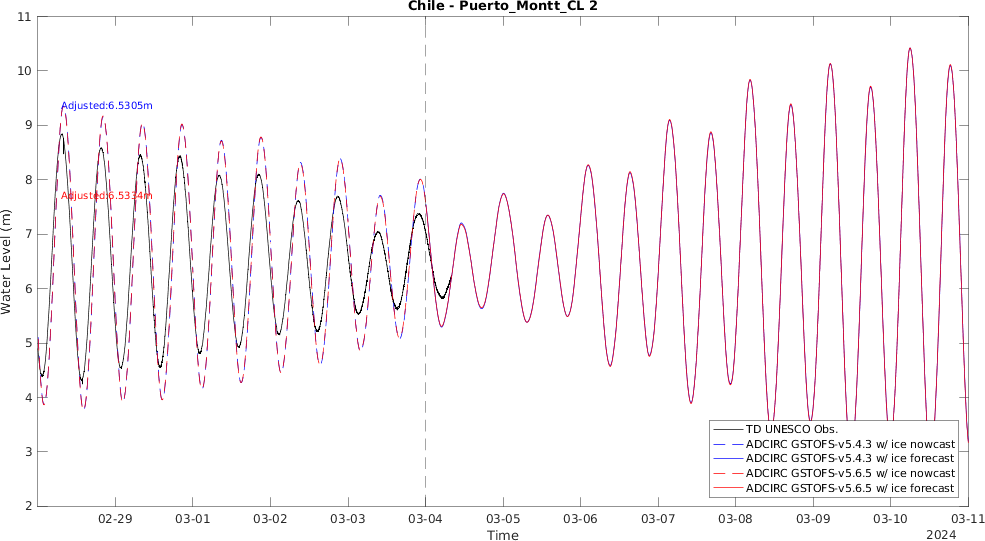 Chile - Puerto_Montt_CL 2
Water Level (m)
11
10
9
8
7
6
5
4
3
2
Adjusted:6.5305m
Adjusted:6.5334m
TD UNESCO Obs.
ADCIRC GSTOFS-v5.4.3 w/ ice nowcast
ADCIRC GSTOFS-v5.4.3 w/ ice forecast
ADCIRC GSTOFS-v5.6.5 w/ ice nowcast
ADCIRC GSTOFS-v5.6.5 w/ ice forecast
02-29 03-01 03-02 03-03 03-04 03-05 03-06 03-07 03-08 03-09 03-10 03-11
Time
2024